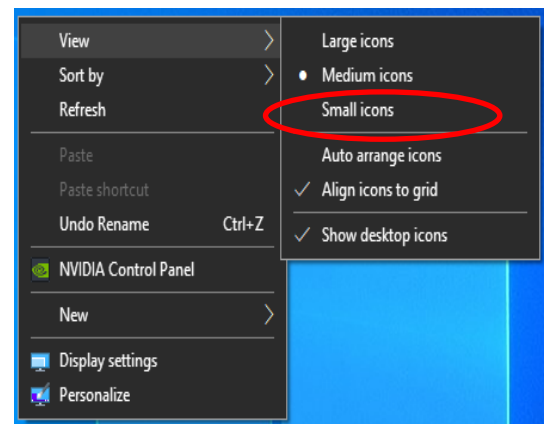 View
Sort by
Refresh
Paste
Paste shortcut
Undo Rename Ctrl+Z
NVIDIA Control Panel
New
Display settings
Personalize
Large icons
Medium icons
Small icons
Auto arrange icons
Align icons to grid
Show desktop icons